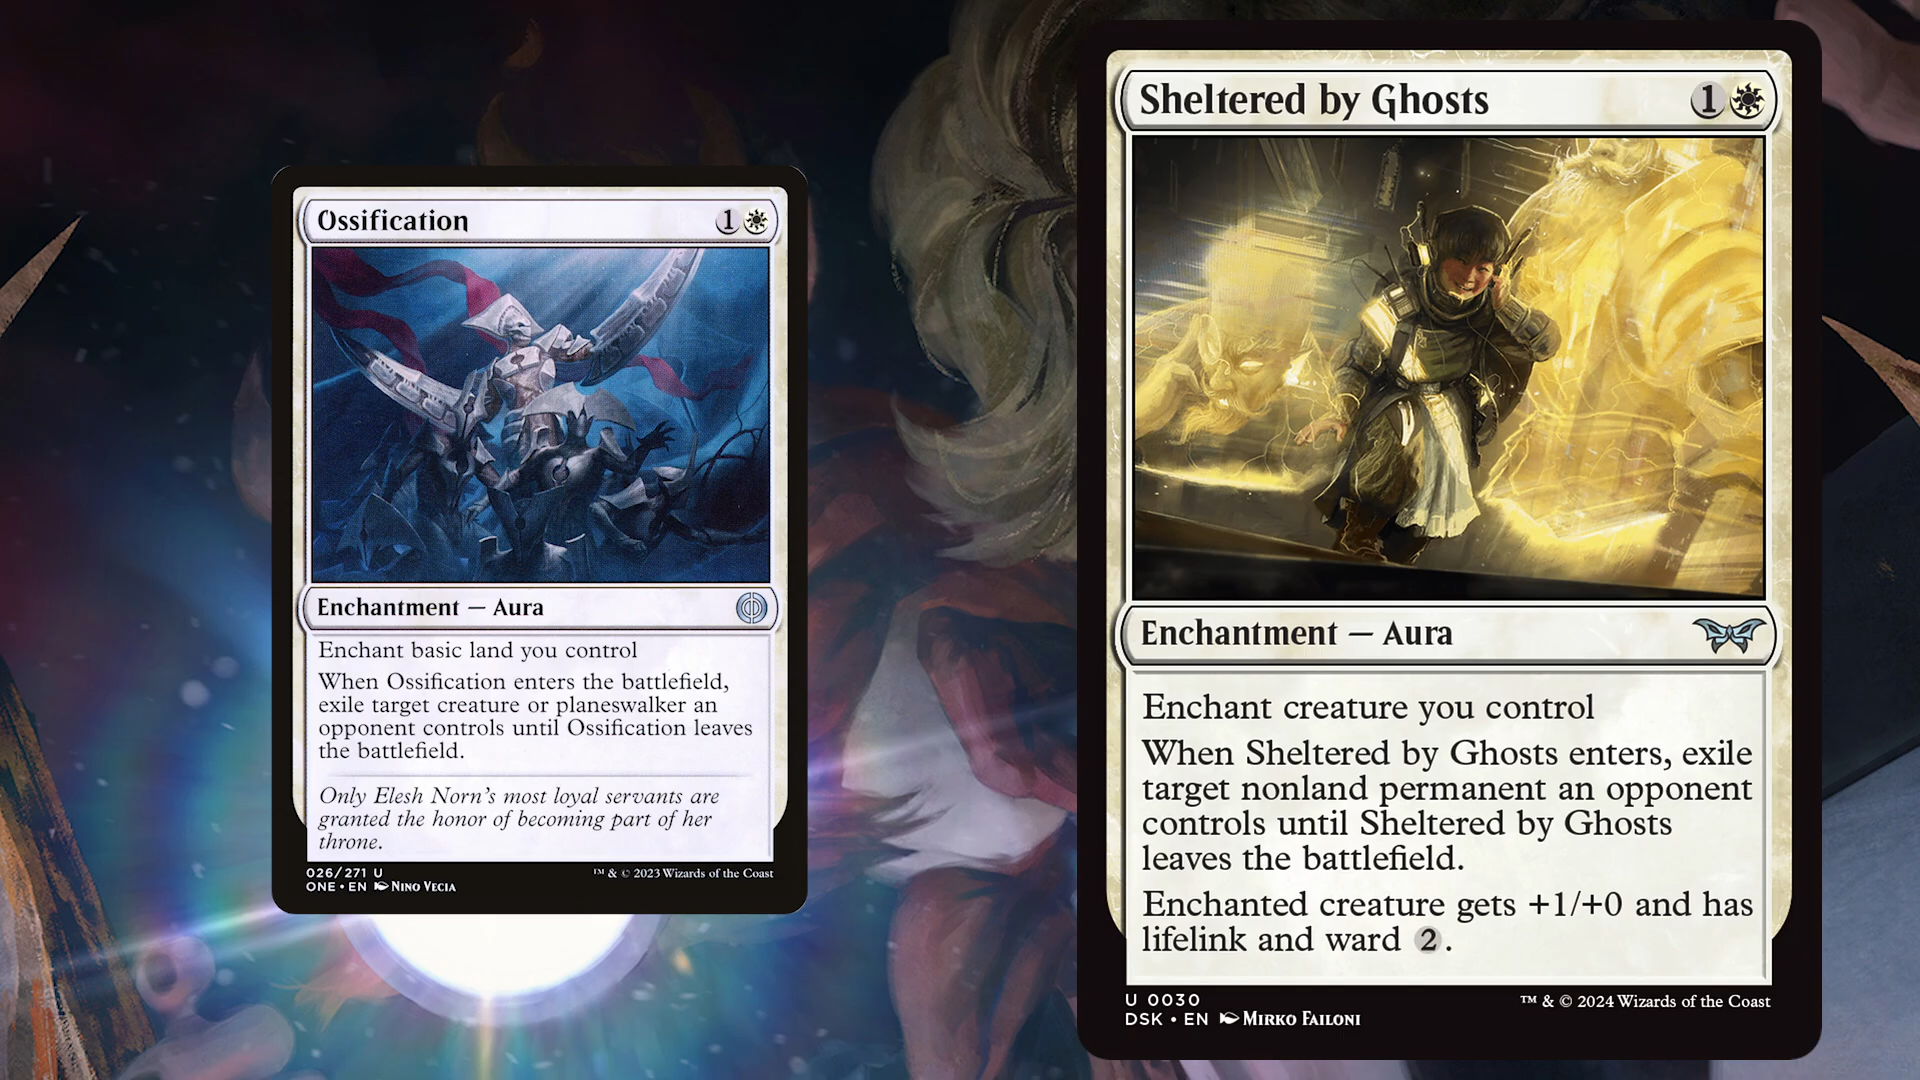 Ossification 1
Enchantment — Aura
Enchant basic land you control
When Ossification enters the battlefield,
exile target creature or planeswalker an
opponent controls until Ossification leaves
the battlefield.
Only Elesh Norn's most loyal servants are
granted the honor of becoming part of her
throne.
026/271 U
ONE • EN Nino Vecia
™ & © 2023 Wizards of the Coast
Sheltered by Ghosts 1
Enchantment — Aura
Enchant creature you control
When Sheltered by Ghosts enters, exile
target nonland permanent an opponent
controls until Sheltered by Ghosts
leaves the battlefield.
Enchanted creature gets +1/+0 and has
lifelink and ward 2.
U 0030
DSK • EN Mirko Failoni
™ & © 2024 Wizards of the Coast